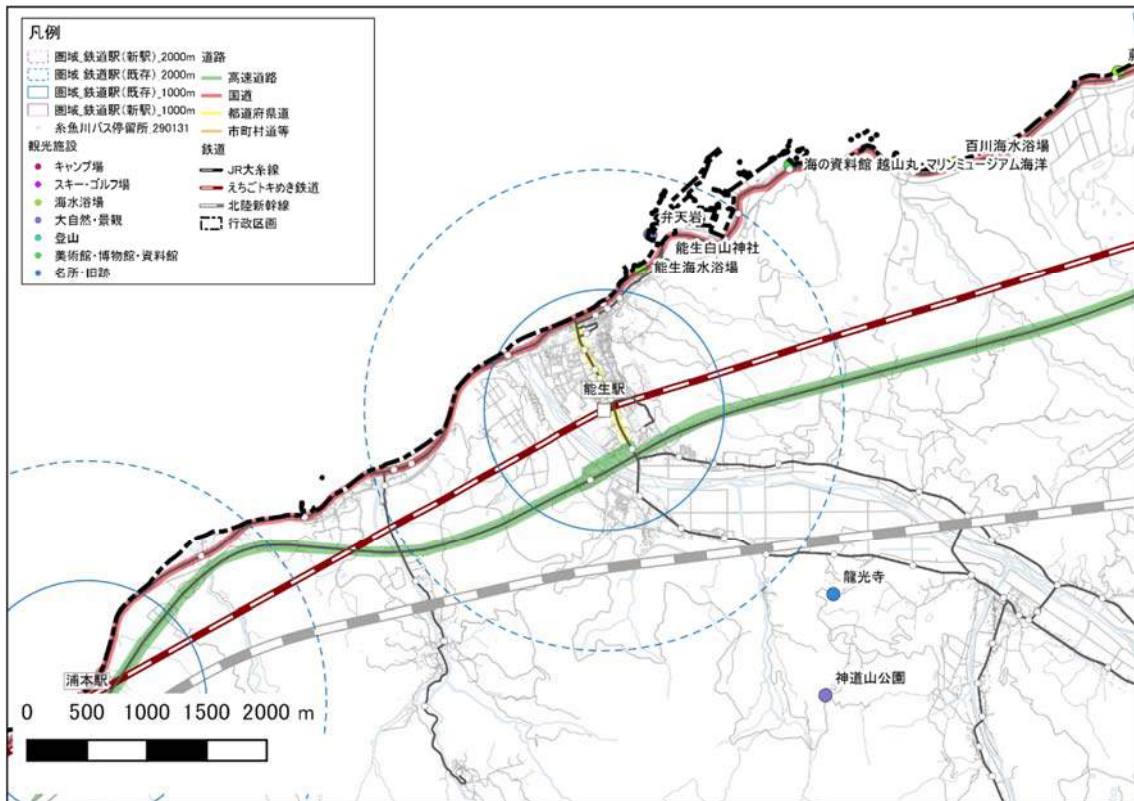 凡例
圏域_鉄道駅(新駅)_2000m
圏域_鉄道駅(既存)_2000m
圏域_鉄道駅(既存)_1000m
圏域_鉄道駅(新駅)_1000m
糸魚川バス停留所_290131
観光施設
キャンプ場
スキー・ゴルフ場
海水浴場
大自然・景観
登山
美術館・博物館・資料館
名所・旧跡
道路
高速道路
国道
都道府県道
市町村道等
鉄道
JR大糸線
えちごトキめき鉄道
北陸新幹線
行政区画
百川海水浴場
海の資料館 越山丸・マリンミュージアム海洋
弁天岩
能生白山神社
能生海水浴場
能生駅
龍光寺
神道山公園
浦本駅
0 500 1000 1500 2000 m